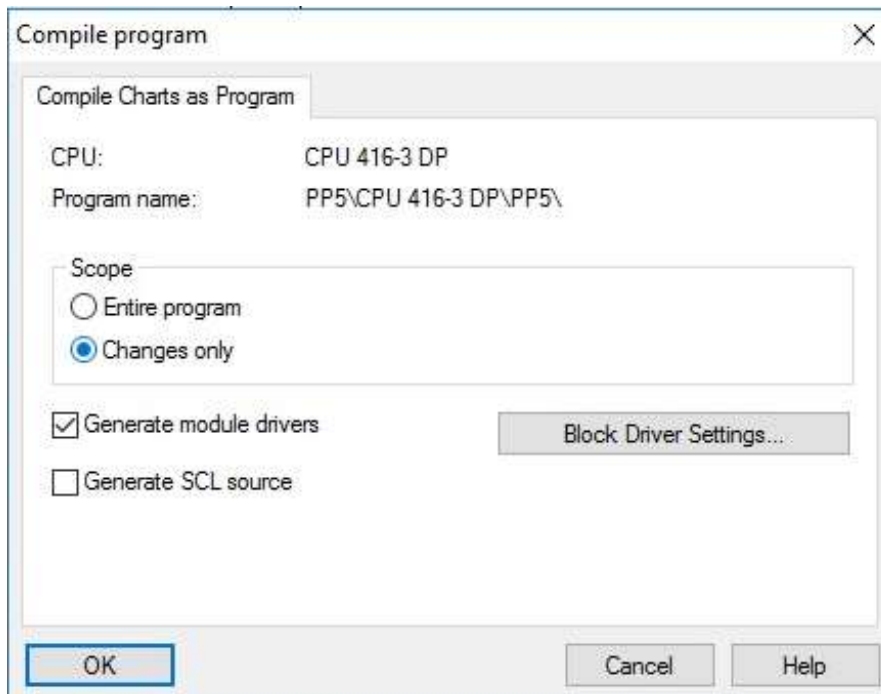 Compile program
Compile Charts as Program
CPU: CPU 416-3 DP
Program name: PP5\CPU 416-3 DP\PP5\
Scope
Entire program
Changes only
Generate module drivers Block Driver Settings...
Generate SCL source
OK Cancel Help